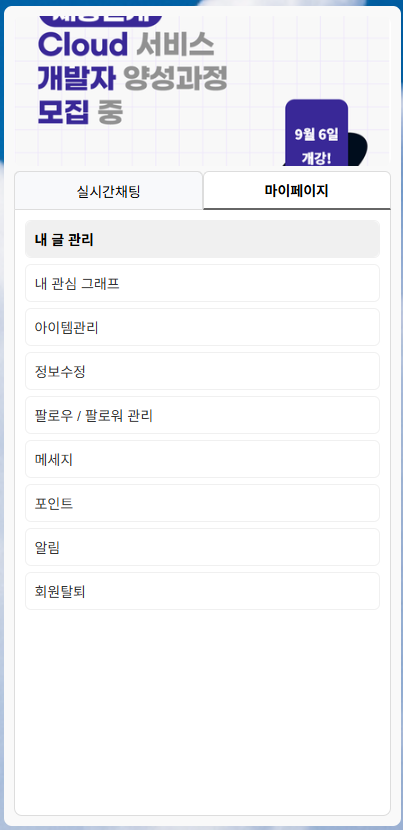 Cloud 서비스
개발자 양성과정
모집 중
9월 6일
개강!
실시간채팅
마이페이지
내 글 관리
내 관심 그래프
아이템관리
정보수정
팔로우 / 팔로워 관리
메세지
포인트
알림
회원탈퇴